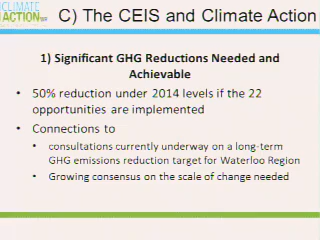 CLIMATE
ACTION
C) The CEIS and Climate Action
1) Significant GHG Reductions Needed and
Achievable
• 50% reduction under 2014 levels if the 22
opportunities are implemented
• Connections to
• consultations currently underway on a long-term
GHG emissions reduction target for Waterloo Region
• Growing consensus on the scale of change needed